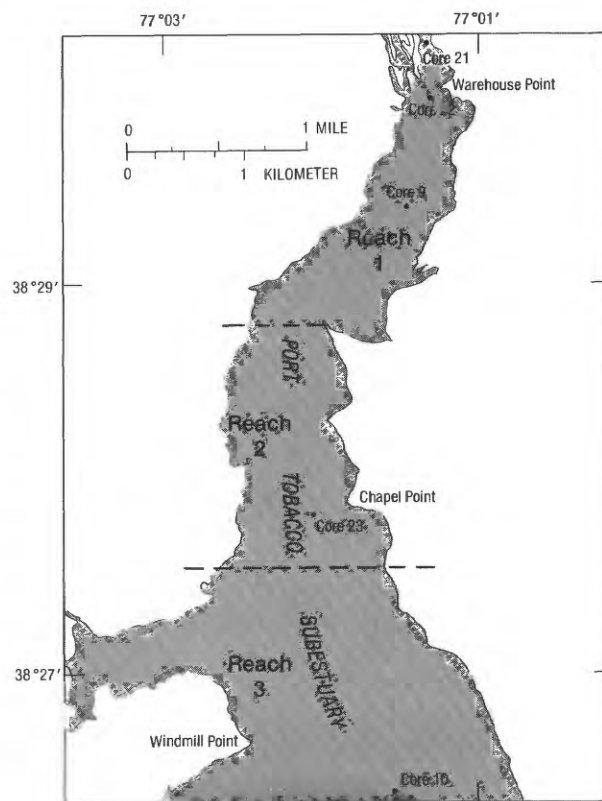 77°03'
77°01'
Core 21
Warehouse Point
0 1 MILE
0 1 KILOMETER
Core 9
Reach
1
38°29'
PORT
Reach
2
TOBACCO
Chapel Point
Core 23
SUBESTUARY
38°27'
Reach
3
Windmill Point
Core 10